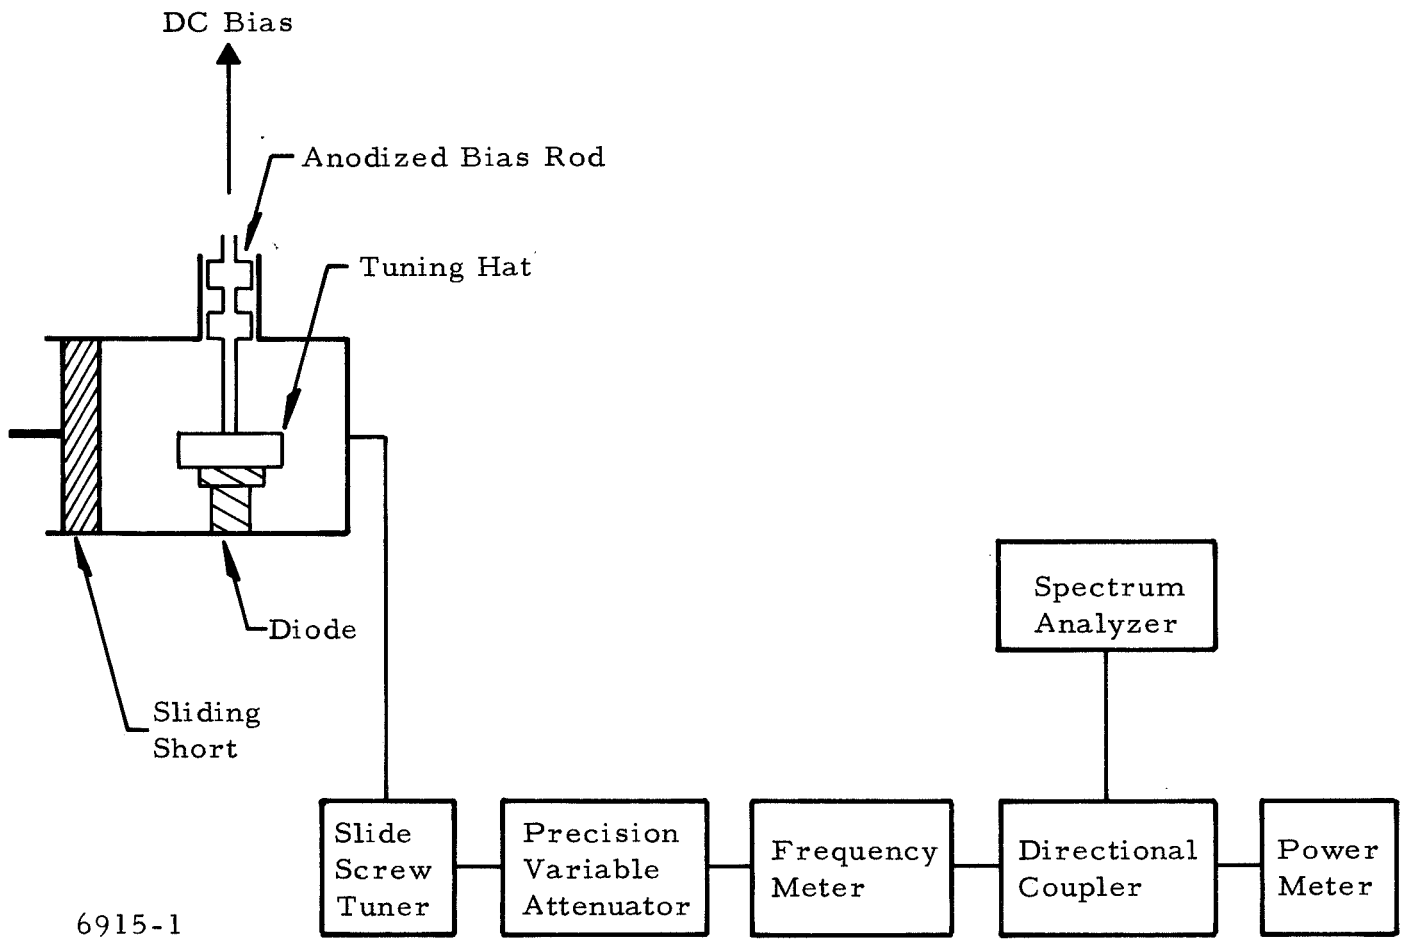 DC Bias
Anodized Bias Rod
Tuning Hat
Diode
Sliding
Short
Spectrum
Analyzer
Slide
Screw
Tuner
Precision
Variable
Attenuator
Frequency
Meter
Directional
Coupler
Power
Meter
6915-1